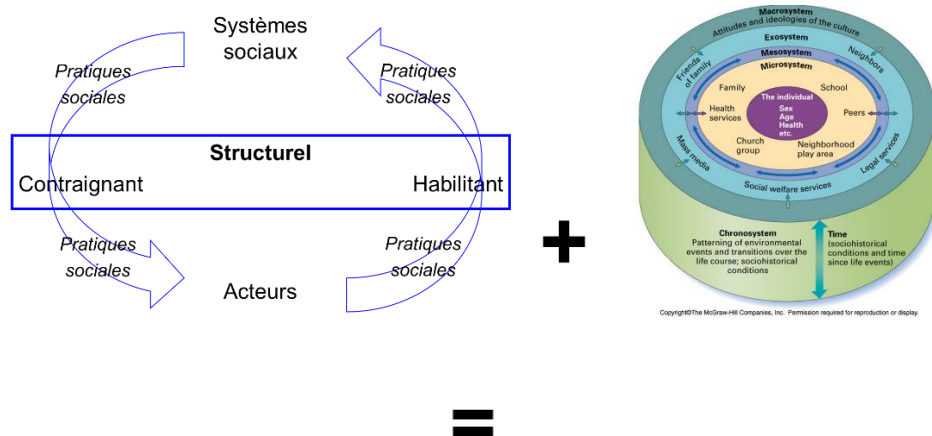 Systèmes
sociaux
Pratiques
sociales
Pratiques
sociales
Structurel
Contraignant
Habilitant
Pratiques
sociales
Pratiques
sociales
Acteurs
+
Macrosystem
Attitudes and ideologies of the culture
Exosystem
Mesosystem
Microsystem
Friends
of family
Neighbors
Family
School
The individual
Sex
Age
Health
etc.
Health
services
Peers
Church
group
Neighborhood
play area
Mass media
Legal services
Social welfare services
Chronosystem
Patterning of environmental
events and transitions over the
life course; sociohistorical
conditions
Time
(sociohistorical
conditions and time
since life events)
Copyright©The McGraw-Hill Companies, Inc. Permission required for reproduction or display.
=